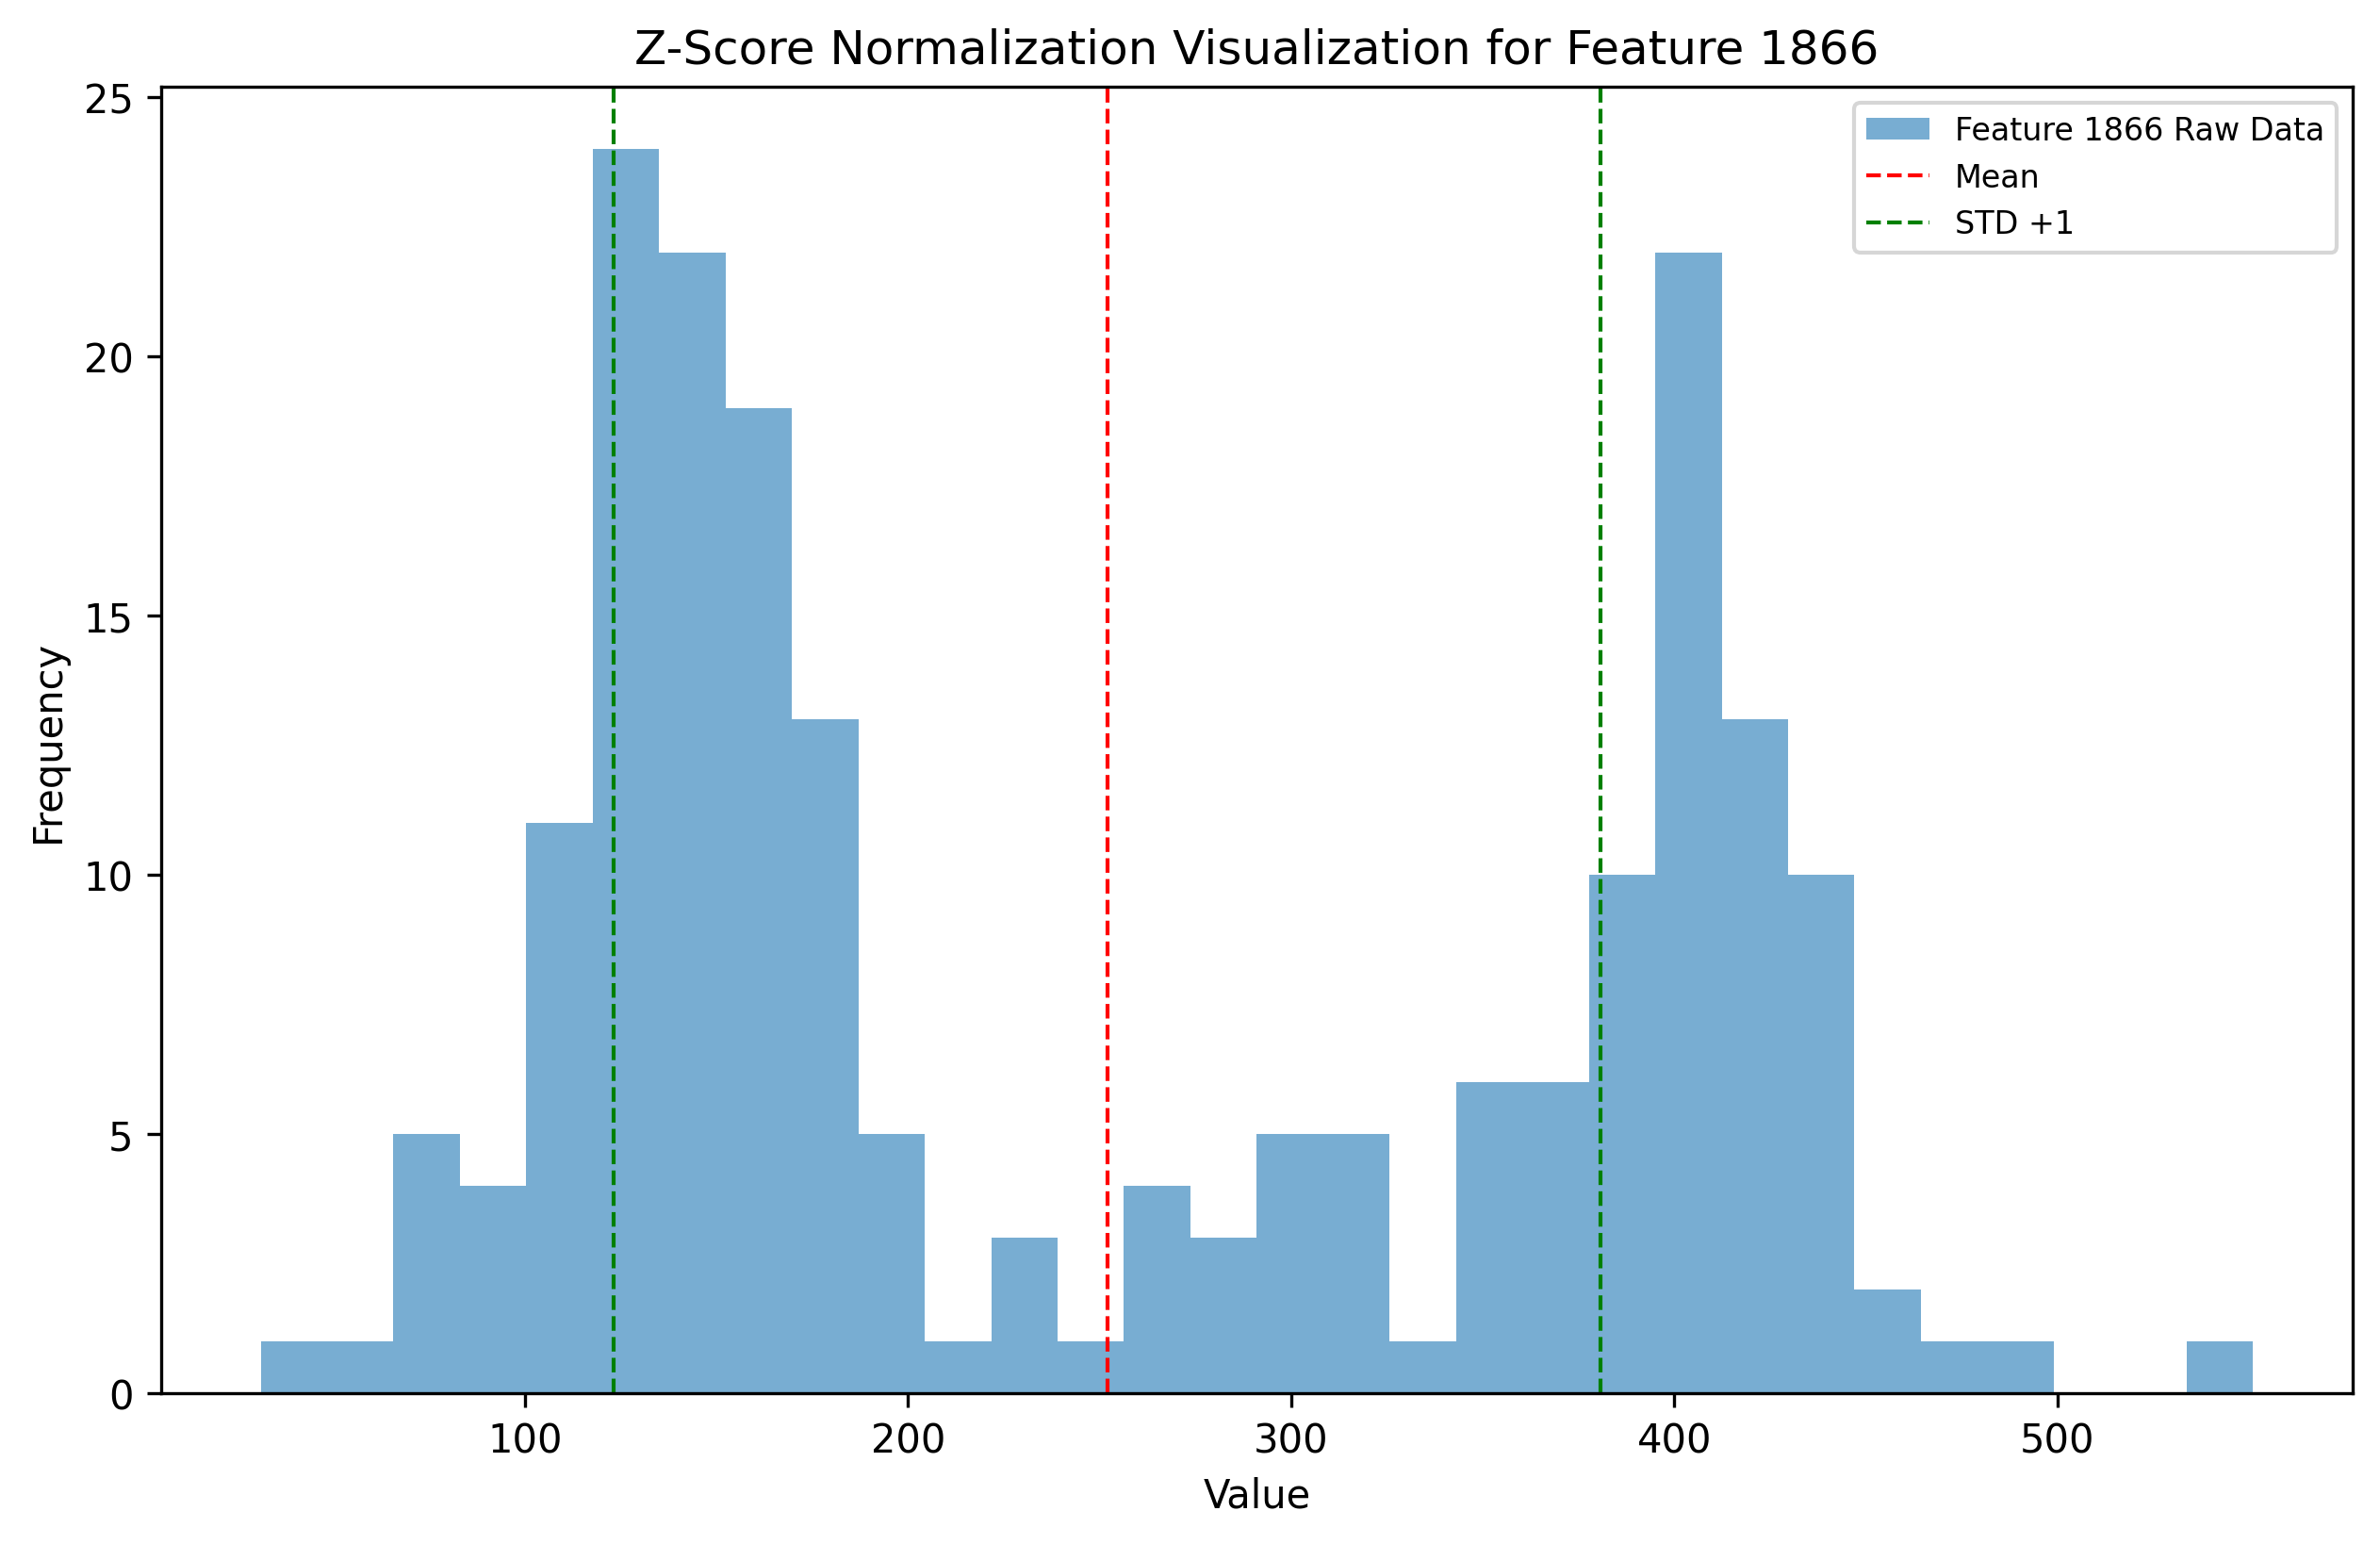 Z-Score Normalization Visualization for Feature 1866
Feature 1866 Raw Data
Mean
STD +1
25
20
15
10
5
0
Frequency
100 200 300 400 500
Value